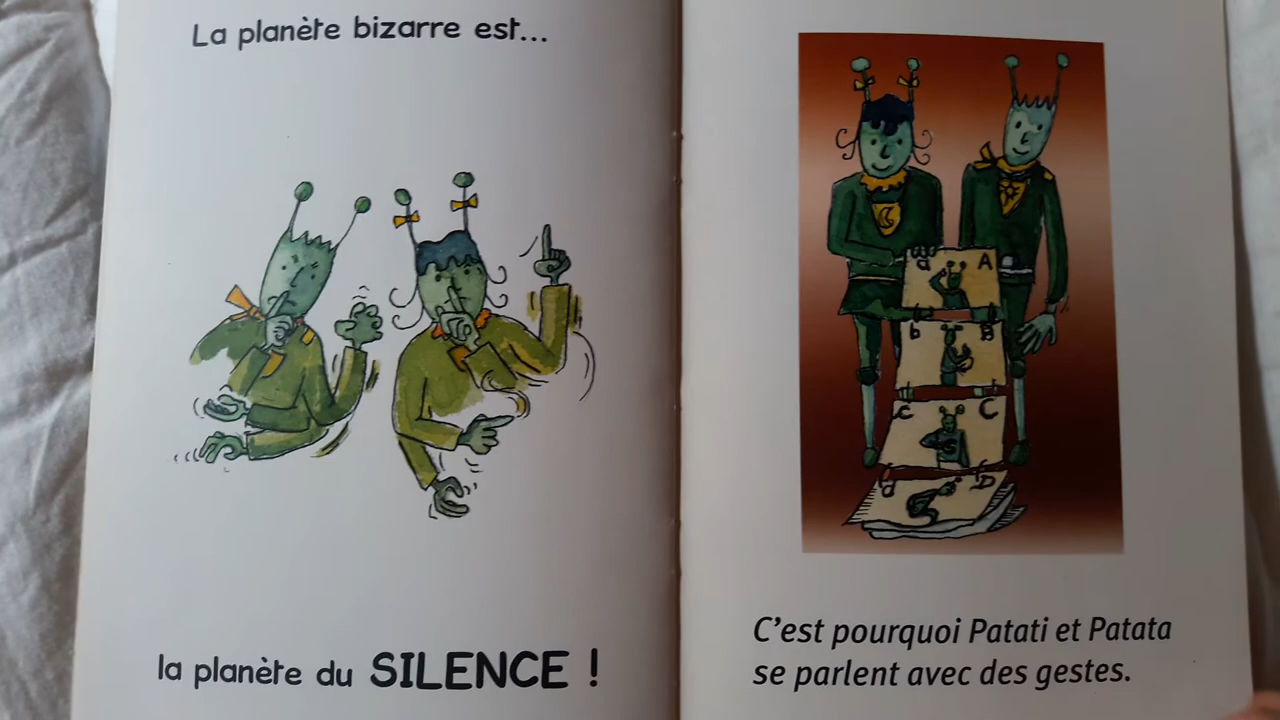 La planète bizarre est...
la planète du SILENCE !
a A
b B
c C
d D
C'est pourquoi Patati et Patata
se parlent avec des gestes.